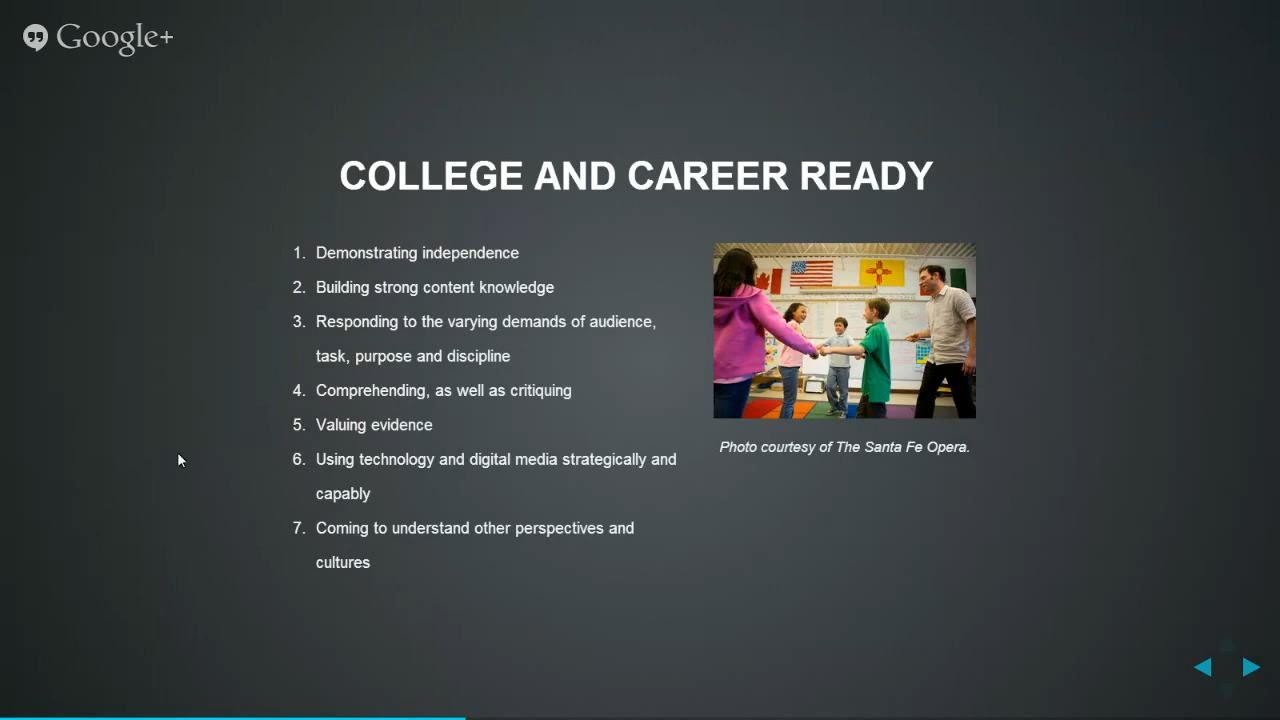 Google+
COLLEGE AND CAREER READY
1. Demonstrating independence
2. Building strong content knowledge
3. Responding to the varying demands of audience,
task, purpose and discipline
4. Comprehending, as well as critiquing
5. Valuing evidence
6. Using technology and digital media strategically and
capably
7. Coming to understand other perspectives and
cultures
Photo courtesy of The Santa Fe Opera.